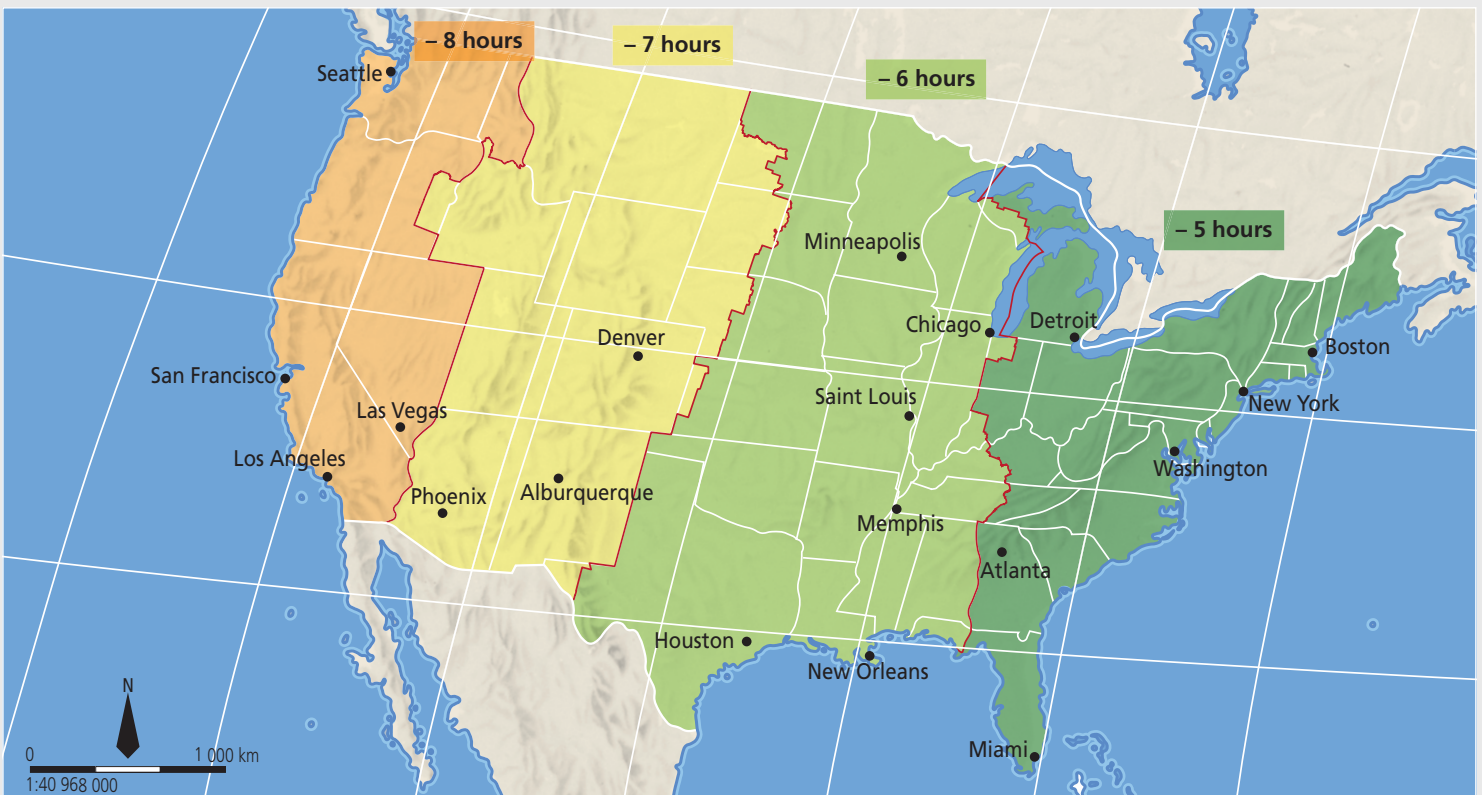 – 8 hours
– 7 hours
– 6 hours
Seattle
– 5 hours
Minneapolis
Chicago
Detroit
Denver
Boston
San Francisco
Saint Louis
New York
Las Vegas
Los Angeles
Washington
Phoenix
Alburquerque
Memphis
Atlanta
Houston
New Orleans
N
Miami
0 1 000 km
1:40 968 000